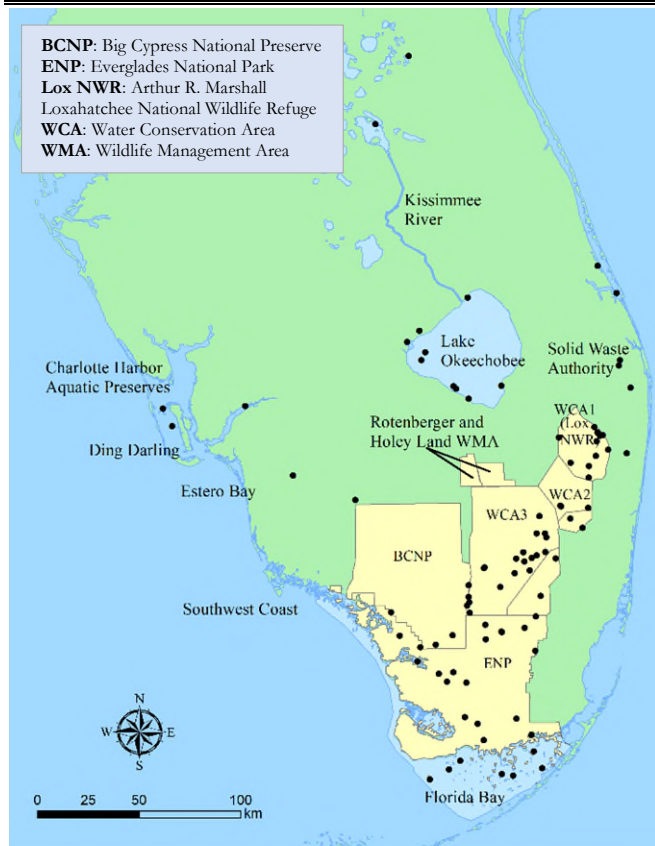 BCNP: Big Cypress National Preserve
ENP: Everglades National Park
Lox NWR: Arthur R. Marshall
Loxahatchee National Wildlife Refuge
WCA: Water Conservation Area
WMA: Wildlife Management Area
Kissimmee
River
Lake
Okeechobee
Solid Waste
Authority
Charlotte Harbor
Aquatic Preserves
WCA1
(Lox
NWR)
Rotenberger and
Holey Land WMA
Ding Darling
Estero Bay
WCA2
WCA3
BCNP
Southwest Coast
ENP
N
W
E
S
Florida Bay
0 25 50 100
km